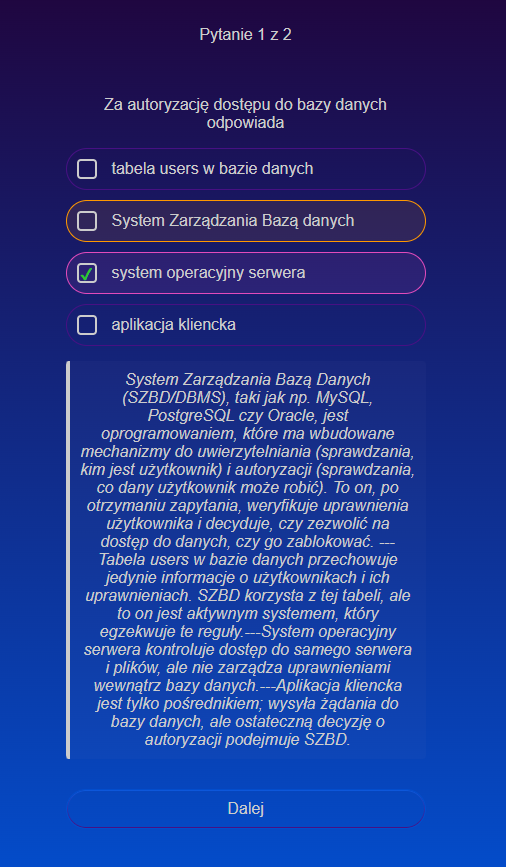 Pytanie 1 z 2
Za autoryzację dostępu do bazy danych
odpowiada
tabela users w bazie danych
System Zarządzania Bazą danych
system operacyjny serwera
aplikacja kliencka
System Zarządzania Bazą Danych
(SZBD/DBMS), taki jak np. MySQL,
PostgreSQL czy Oracle, jest
oprogramowaniem, które ma wbudowane
mechanizmy do uwierzytelniania (sprawdzania,
kim jest użytkownik) i autoryzacji (sprawdzania,
co dany użytkownik może robić). To on, po
otrzymaniu zapytania, weryfikuje uprawnienia
użytkownika i decyduje, czy zezwolić na
dostęp do danych, czy go zablokować. ---
Tabela users w bazie danych przechowuje
jedynie informacje o użytkownikach i ich
uprawnieniach. SZBD korzysta z tej tabeli, ale
to on jest aktywnym systemem, który
egzekwuje te reguły.---System operacyjny
serwera kontroluje dostęp do samego serwera
i plików, ale nie zarządza uprawnieniami
wewnątrz bazy danych.---Aplikacja kliencka
jest tylko pośrednikiem; wysyła żądania do
bazy danych, ale ostateczną decyzję o
autoryzacji podejmuje SZBD.
Dalej